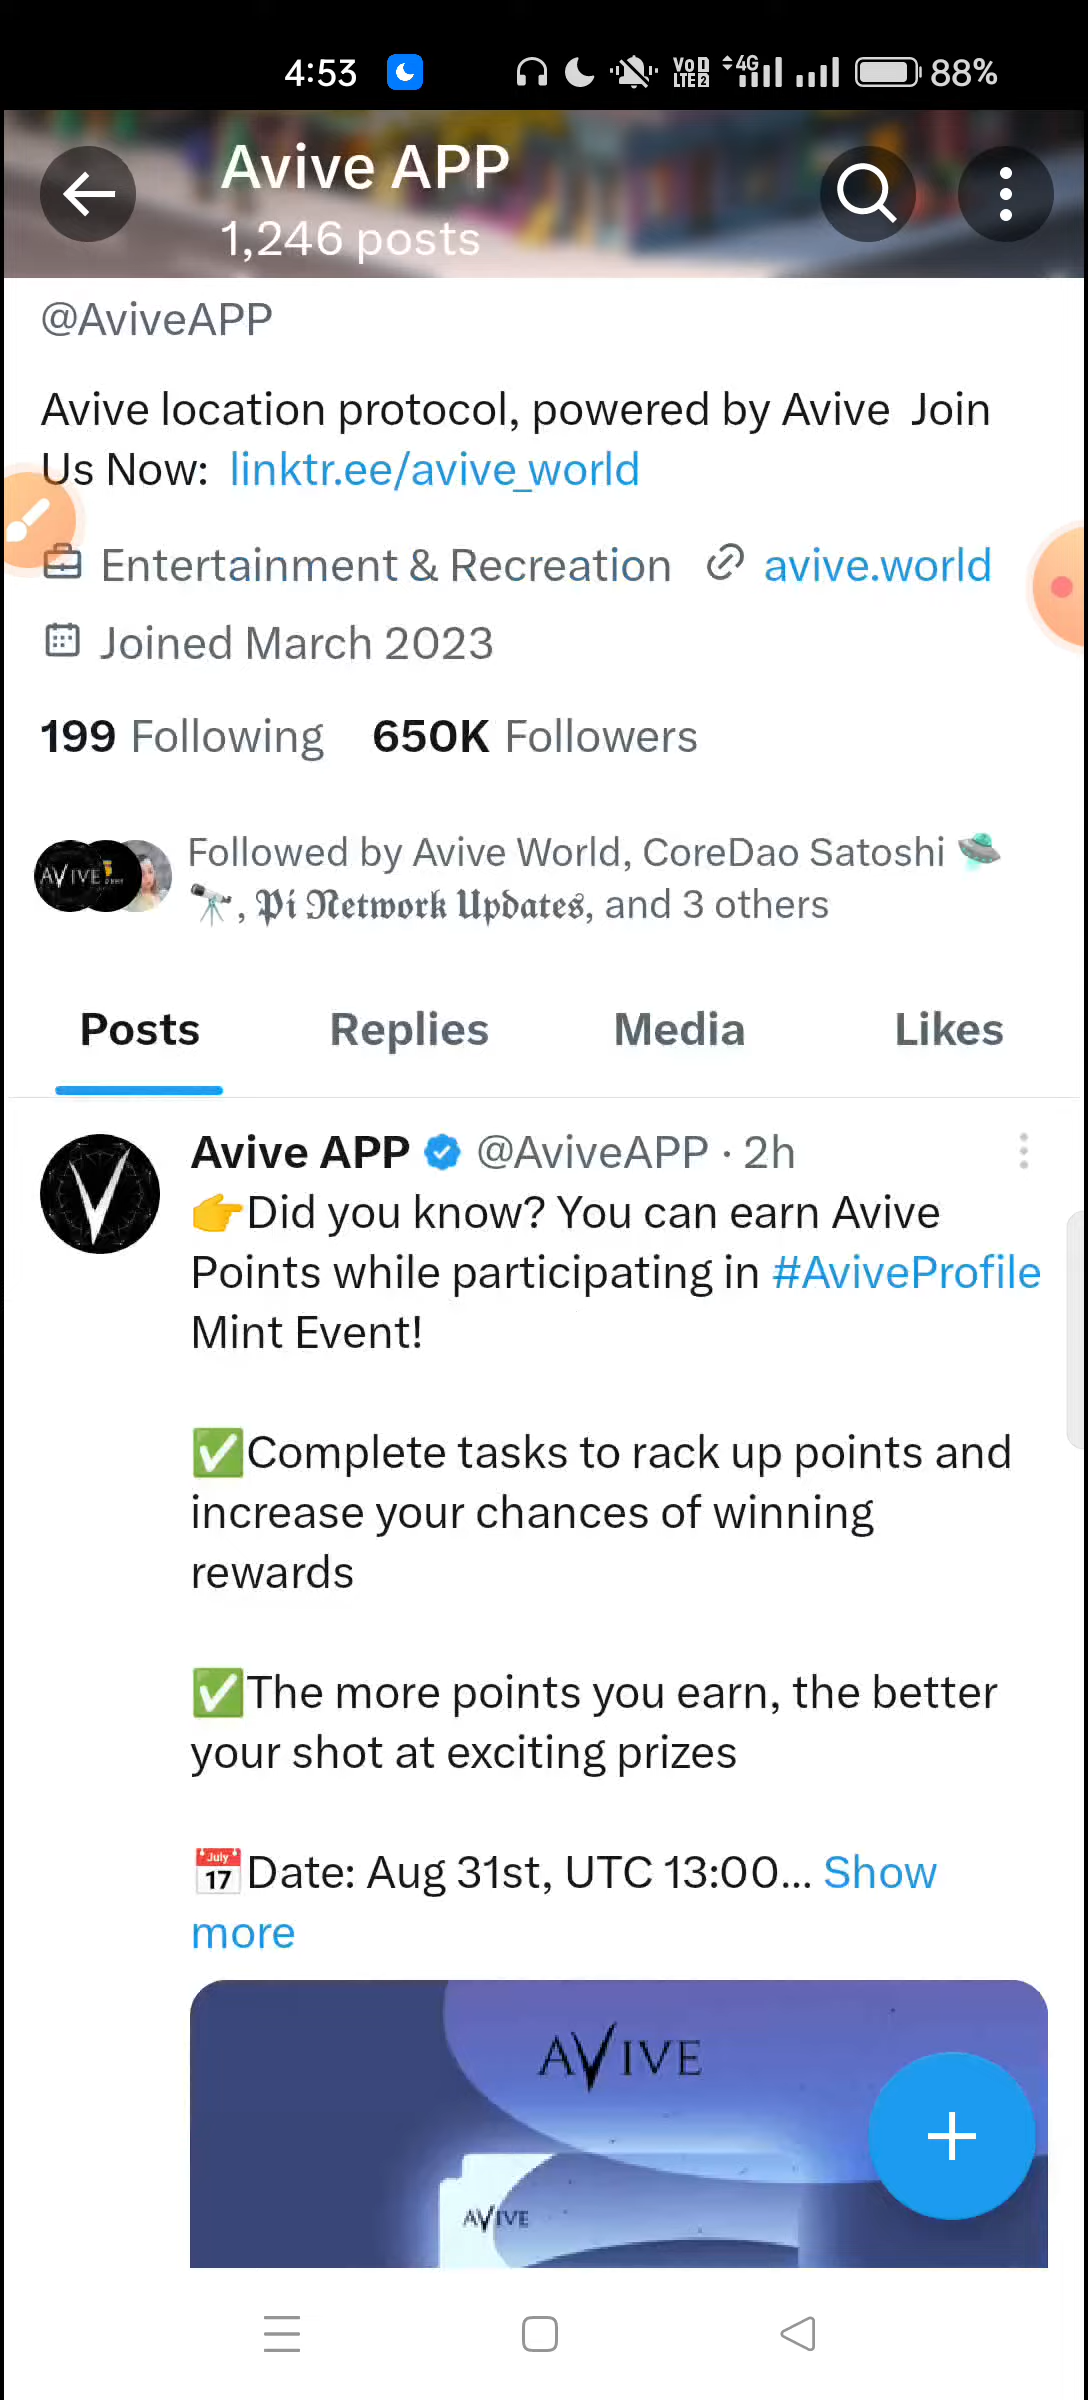 4:53 VoD LTE2 4G 88%
Avive APP
1,246 posts
@AviveAPP
Avive location protocol, powered by Avive Join
Us Now: linktr.ee/avive_world
Entertainment & Recreation avive.world
Joined March 2023
199 Following 650K Followers
AVIVE
Followed by Avive World, CoreDao Satoshi 🛸
🔭, 𝕻𝖎 𝕹𝖊𝖙𝖜𝖔𝖗𝖐 𝖀𝖕𝖉𝖆𝖙𝖊𝖘, and 3 others
Posts Replies Media Likes
Avive APP @AviveAPP · 2h
👉Did you know? You can earn Avive
Points while participating in #AviveProfile
Mint Event!
✅Complete tasks to rack up points and
increase your chances of winning
rewards
✅The more points you earn, the better
your shot at exciting prizes
📅Date: Aug 31st, UTC 13:00... Show
more
AVIVE
AVIVE